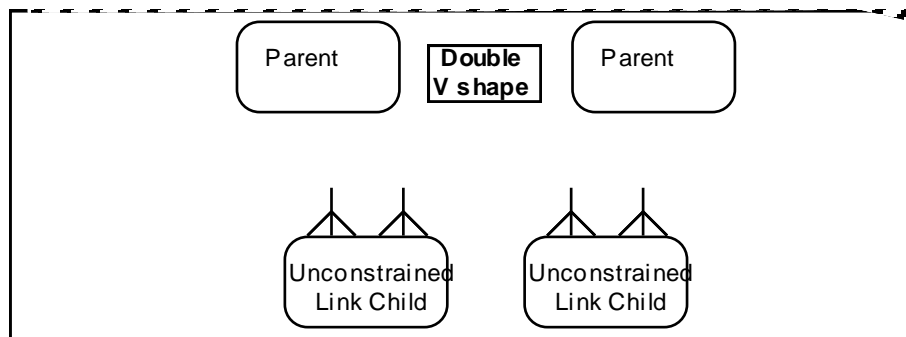 Parent
Double
V shape
Parent
Unconstrained
Link Child
Unconstrained
Link Child